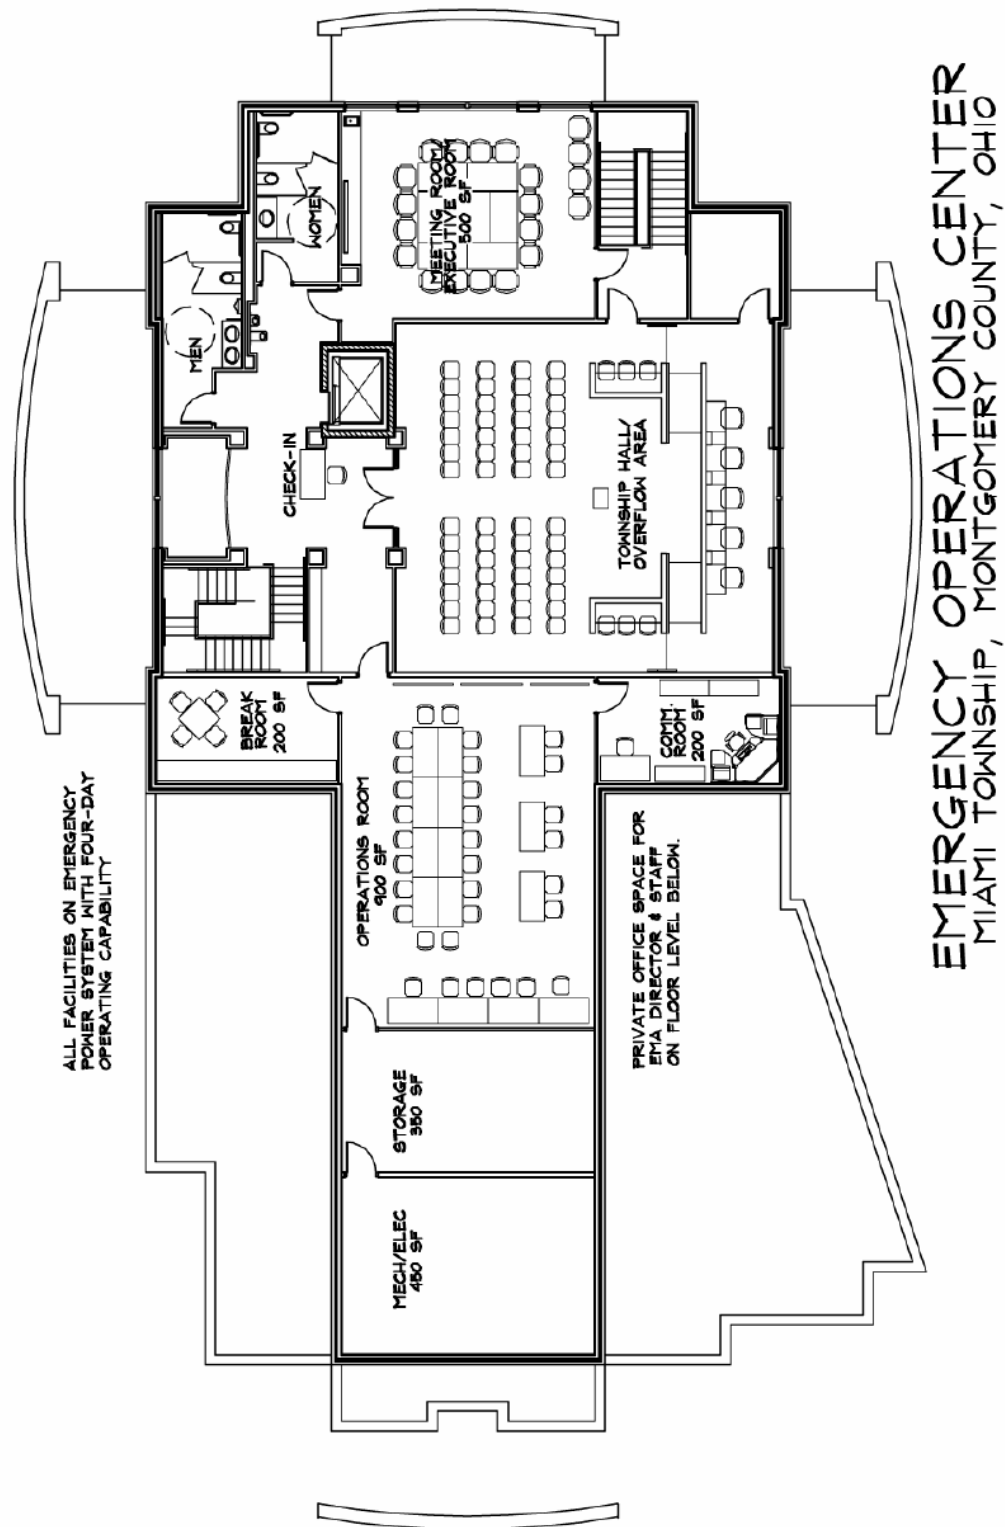 EMERGENCY OPERATIONS CENTER
MIAMI TOWNSHIP, MONTGOMERY COUNTY, OHIO
ALL FACILITIES ON EMERGENCY
POWER SYSTEM WITH FOUR-DAY
OPERATING CAPABILITY
MEN
WOMEN
MEETING ROOM/
EXECUTIVE ROOM
500 SF
CHECK-IN
TOWNSHIP HALL/
OVERFLOW AREA
BREAK
ROOM
200 SF
OPERATIONS ROOM
900 SF
COMM.
ROOM
200 SF
STORAGE
350 SF
MECH/ELEC
450 SF
PRIVATE OFFICE SPACE FOR
EMA DIRECTOR & STAFF
ON FLOOR LEVEL BELOW.